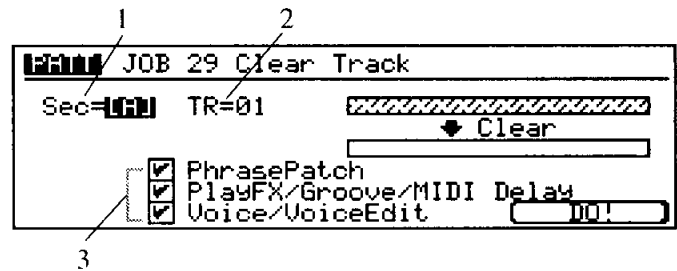 1 2
PATT JOB 29 Clear Track
Sec=[A] TR=01
Clear
PhrasePatch
PlayFX/Groove/MIDI Delay
Voice/VoiceEdit DO!
3